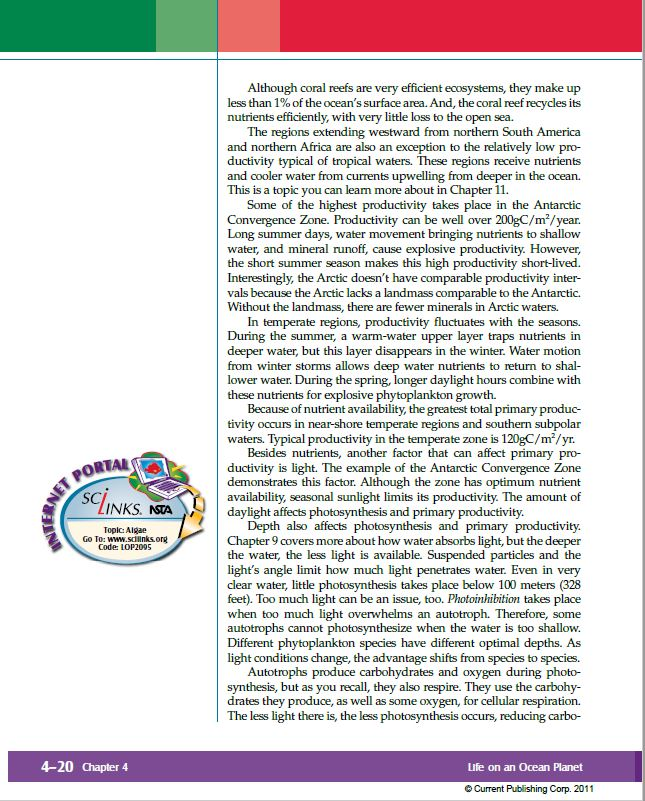 Although coral reefs are very efficient ecosystems, they make up
less than 1% of the ocean's surface area. And, the coral reef recycles its
nutrients efficiently, with very little loss to the open sea.
The regions extending westward from northern South America
and northern Africa are also an exception to the relatively low pro-
ductivity typical of tropical waters. These regions receive nutrients
and cooler water from currents upwelling from deeper in the ocean.
This is a topic you can learn more about in Chapter 11.
Some of the highest productivity takes place in the Antarctic
Convergence Zone. Productivity can be well over 200gC/m²/year.
Long summer days, water movement bringing nutrients to shallow
water, and mineral runoff, cause explosive productivity. However,
the short summer season makes this high productivity short-lived.
Interestingly, the Arctic doesn't have comparable productivity inter-
vals because the Arctic lacks a landmass comparable to the Antarctic.
Without the landmass, there are fewer minerals in Arctic waters.
In temperate regions, productivity fluctuates with the seasons.
During the summer, a warm-water upper layer traps nutrients in
deeper water, but this layer disappears in the winter. Water motion
from winter storms allows deep water nutrients to return to shal-
lower water. During the spring, longer daylight hours combine with
these nutrients for explosive phytoplankton growth.
Because of nutrient availability, the greatest total primary produc-
tivity occurs in near-shore temperate regions and southern subpolar
waters. Typical productivity in the temperate zone is 120gC/m²/yr.
Besides nutrients, another factor that can affect primary pro-
ductivity is light. The example of the Antarctic Convergence Zone
demonstrates this factor. Although the zone has optimum nutrient
availability, seasonal sunlight limits its productivity. The amount of
daylight affects photosynthesis and primary productivity.
Depth also affects photosynthesis and primary productivity.
Chapter 9 covers more about how water absorbs light, but the deeper
the water, the less light is available. Suspended particles and the
light's angle limit how much light penetrates water. Even in very
clear water, little photosynthesis takes place below 100 meters (328
feet). Too much light can be an issue, too. Photoinhibition takes place
when too much light overwhelms an autotroph. Therefore, some
autotrophs cannot photosynthesize when the water is too shallow.
Different phytoplankton species have different optimal depths. As
light conditions change, the advantage shifts from species to species.
Autotrophs produce carbohydrates and oxygen during photo-
synthesis, but as you recall, they also respire. They use the carbohy-
drates they produce, as well as some oxygen, for cellular respiration.
The less light there is, the less photosynthesis occurs, reducing carbo-
INTERNET PORTAL
SCi
LINKS. NSTA
Topic: Algae
Go To: www.scilinks.org
Code: LOP2095
4–20 Chapter 4
Life on an Ocean Planet
© Current Publishing Corp. 2011